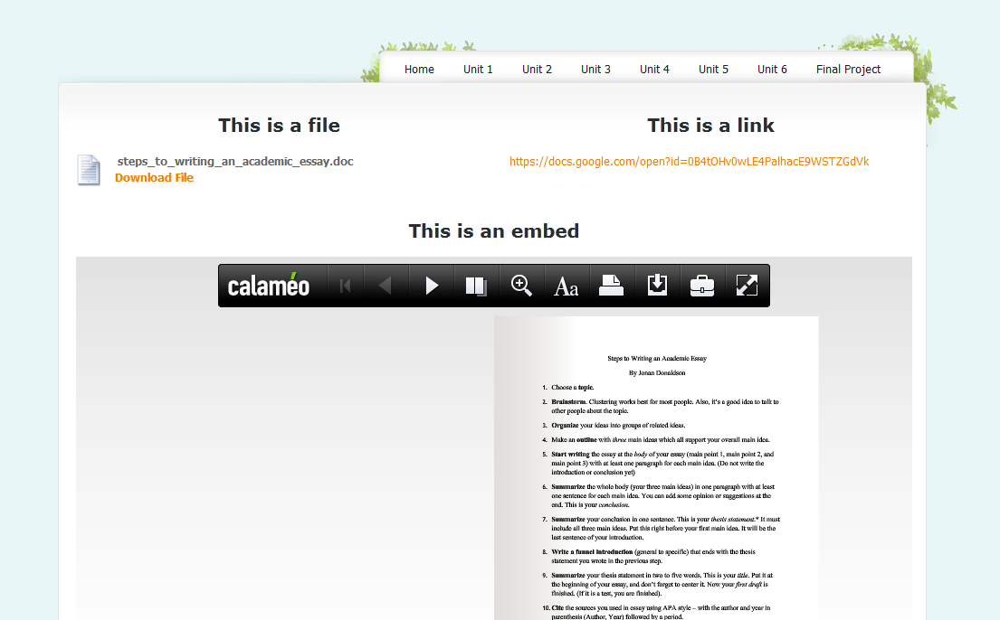 Home Unit 1 Unit 2 Unit 3 Unit 4 Unit 5 Unit 6 Final Project
This is a file
steps_to_writing_an_academic_essay.doc
Download File
This is a link
https://docs.google.com/open?id=0B4tOHv0wLE4PalhacE9WSTZGdVk
This is an embed
calaméo
Aa
Steps to Writing an Academic Essay
By Jonan Donaldson
1. Choose a topic.
2. Brainstorm. Clustering works best for most people. Also, it's a good idea to talk to
other people about the topic.
3. Organize your ideas into groups of related ideas.
4. Make an outline with three main ideas which all support your overall main idea.
5. Start writing the essay at the body of your essay (main point 1, main point 2, and
main point 3) with at least one paragraph for each main idea. (Do not write the
introduction or conclusion yet)
6. Summarize the whole body (your three main ideas) in one paragraph with at least
one sentence for each main idea. You can add some opinion or suggestions at the
end. This is your conclusion.
7. Summarize your conclusion in one sentence. This is your thesis statement.* It must
include all three main ideas. Put this right before your first main idea. It will be the
last sentence of your introduction.
8. Write a funnel introduction (general to specific) that ends with the thesis
statement you wrote in the previous step.
9. Summarize your thesis statement in two to five words. This is your title. Put it at
the beginning of your essay, and don't forget to center it. Now your first draft is
finished. (If it is a test, you are finished).
10. Cite the sources you used in essay using APA style – with the author and year in
parenthesis (Author, Year) followed by a period.